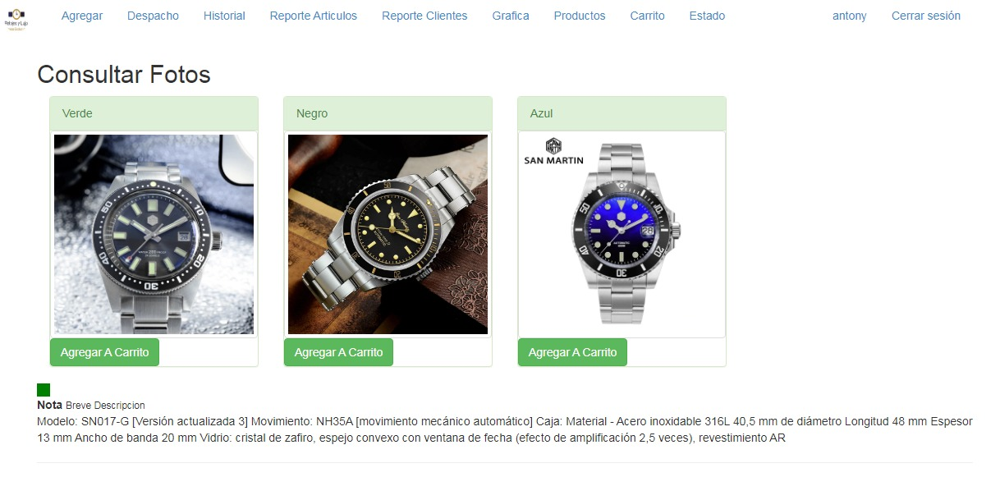 Relojes y Lujo
Agregar Despacho Historial Reporte Articulos Reporte Clientes Grafica Productos Carrito Estado antony Cerrar sesión
Consultar Fotos
Verde Negro Azul
SAN MARTIN
Agregar A Carrito Agregar A Carrito Agregar A Carrito
Nota Breve Descripcion
Modelo: SN017-G [Versión actualizada 3] Movimiento: NH35A [movimiento mecánico automático] Caja: Material - Acero inoxidable 316L 40,5 mm de diámetro Longitud 48 mm Espesor
13 mm Ancho de banda 20 mm Vidrio: cristal de zafiro, espejo convexo con ventana de fecha (efecto de amplificación 2,5 veces), revestimiento AR